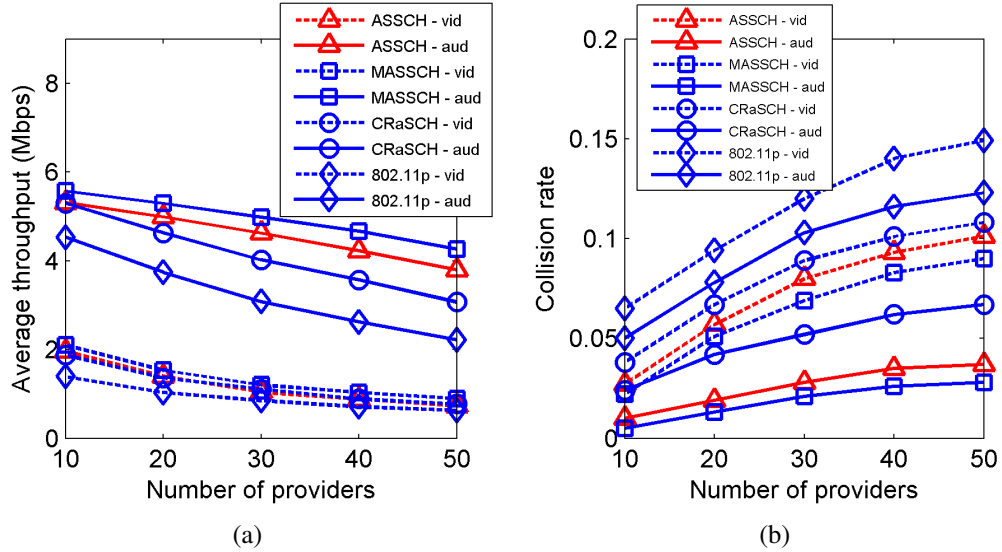 ASSCH - vid
ASSCH - aud
MASSCH - vid
MASSCH - aud
CRaSCH - vid
CRaSCH - aud
802.11p - vid
802.11p - aud
Average throughput (Mbps)
8
6
4
2
0
10 20 30 40 50
Number of providers
(a)
ASSCH - vid
ASSCH - aud
MASSCH - vid
MASSCH - aud
CRaSCH - vid
CRaSCH - aud
802.11p - vid
802.11p - aud
Collision rate
0.2
0.15
0.1
0.05
0
10 20 30 40 50
Number of providers
(b)